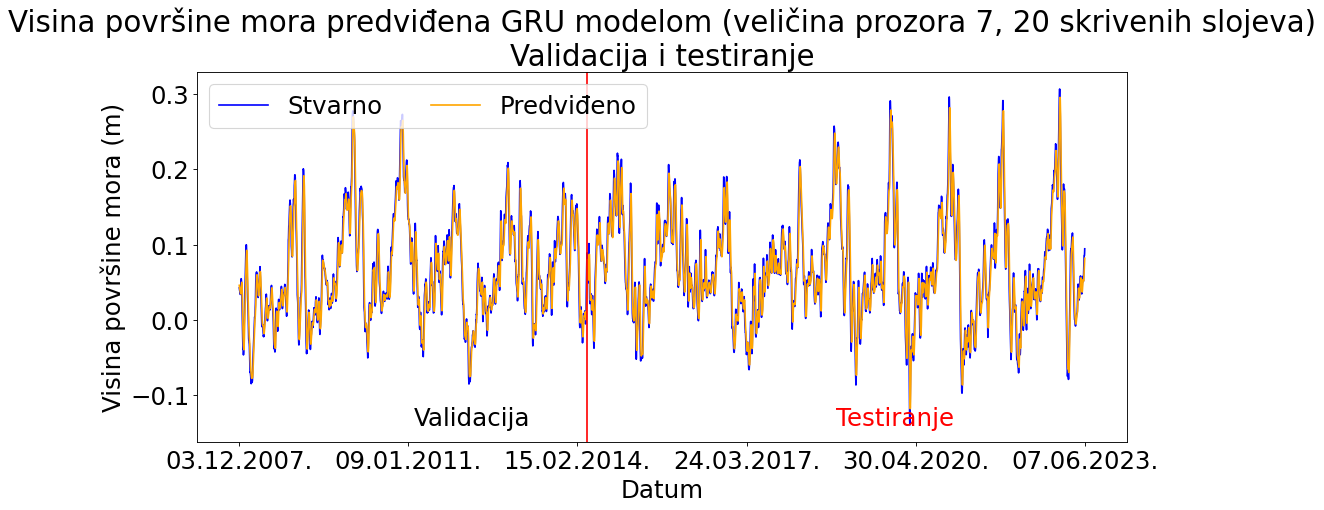 Visina površine mora predviđena GRU modelom (veličina prozora 7, 20 skrivenih slojeva)
Validacija i testiranje
Stvarno
Predviđeno
Visina površine mora (m)
0.3
0.2
0.1
0.0
−0.1
Validacija
Testiranje
03.12.2007.
09.01.2011.
15.02.2014.
24.03.2017.
30.04.2020.
07.06.2023.
Datum